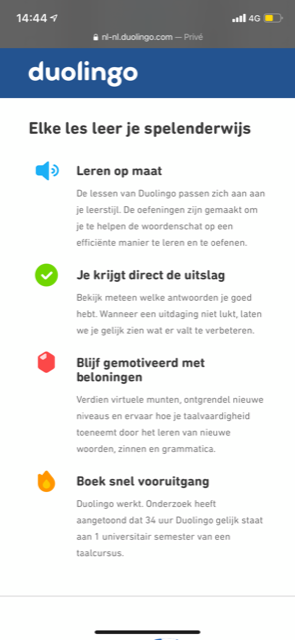 14:44
4G
nl-nl.duolingo.com — Privé
duolingo
Elke les leer je spelenderwijs
Leren op maat
De lessen van Duolingo passen zich aan aan
je leerstijl. De oefeningen zijn gemaakt om
je te helpen de woordenschat op een
efficiënte manier te leren en te oefenen.
Je krijgt direct de uitslag
Bekijk meteen welke antwoorden je goed
hebt. Wanneer een uitdaging niet lukt, laten
we je gelijk zien wat er valt te verbeteren.
Blijf gemotiveerd met
beloningen
Verdien virtuele munten, ontgrendel nieuwe
niveaus en ervaar hoe je taalvaardigheid
toeneemt door het leren van nieuwe
woorden, zinnen en grammatica.
Boek snel vooruitgang
Duolingo werkt. Onderzoek heeft
aangetoond dat 34 uur Duolingo gelijk staat
aan 1 universitair semester van een
taalcursus.